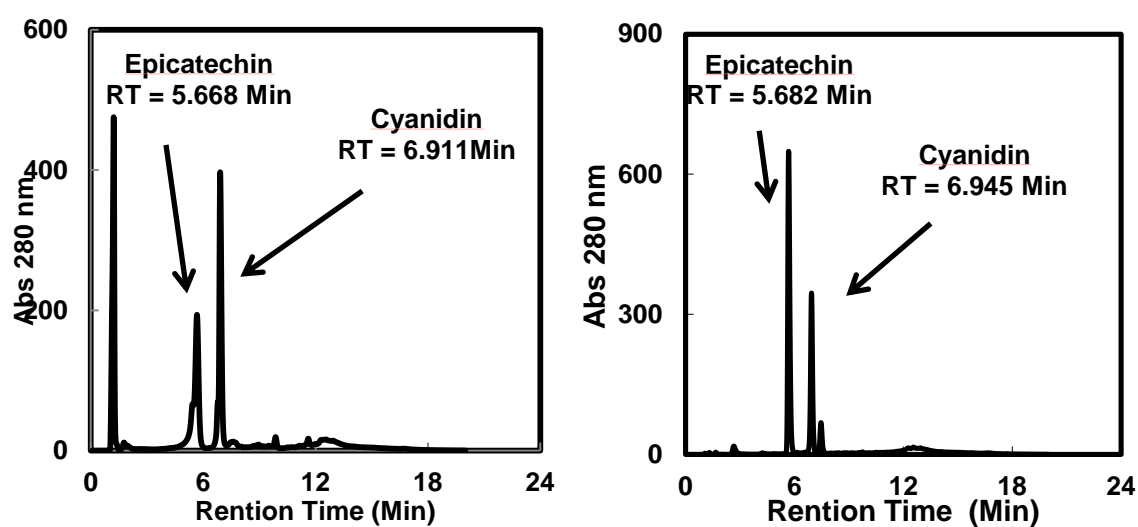 600
400
200
0
Abs 280 nm
Epicatechin
RT = 5.668 Min
Cyanidin
RT = 6.911Min
0 6 12 18 24
Rention Time (Min)
900
600
300
0
Abs 280 nm
Epicatechin
RT = 5.682 Min
Cyanidin
RT = 6.945 Min
0 6 12 18 24
Rention Time (Min)